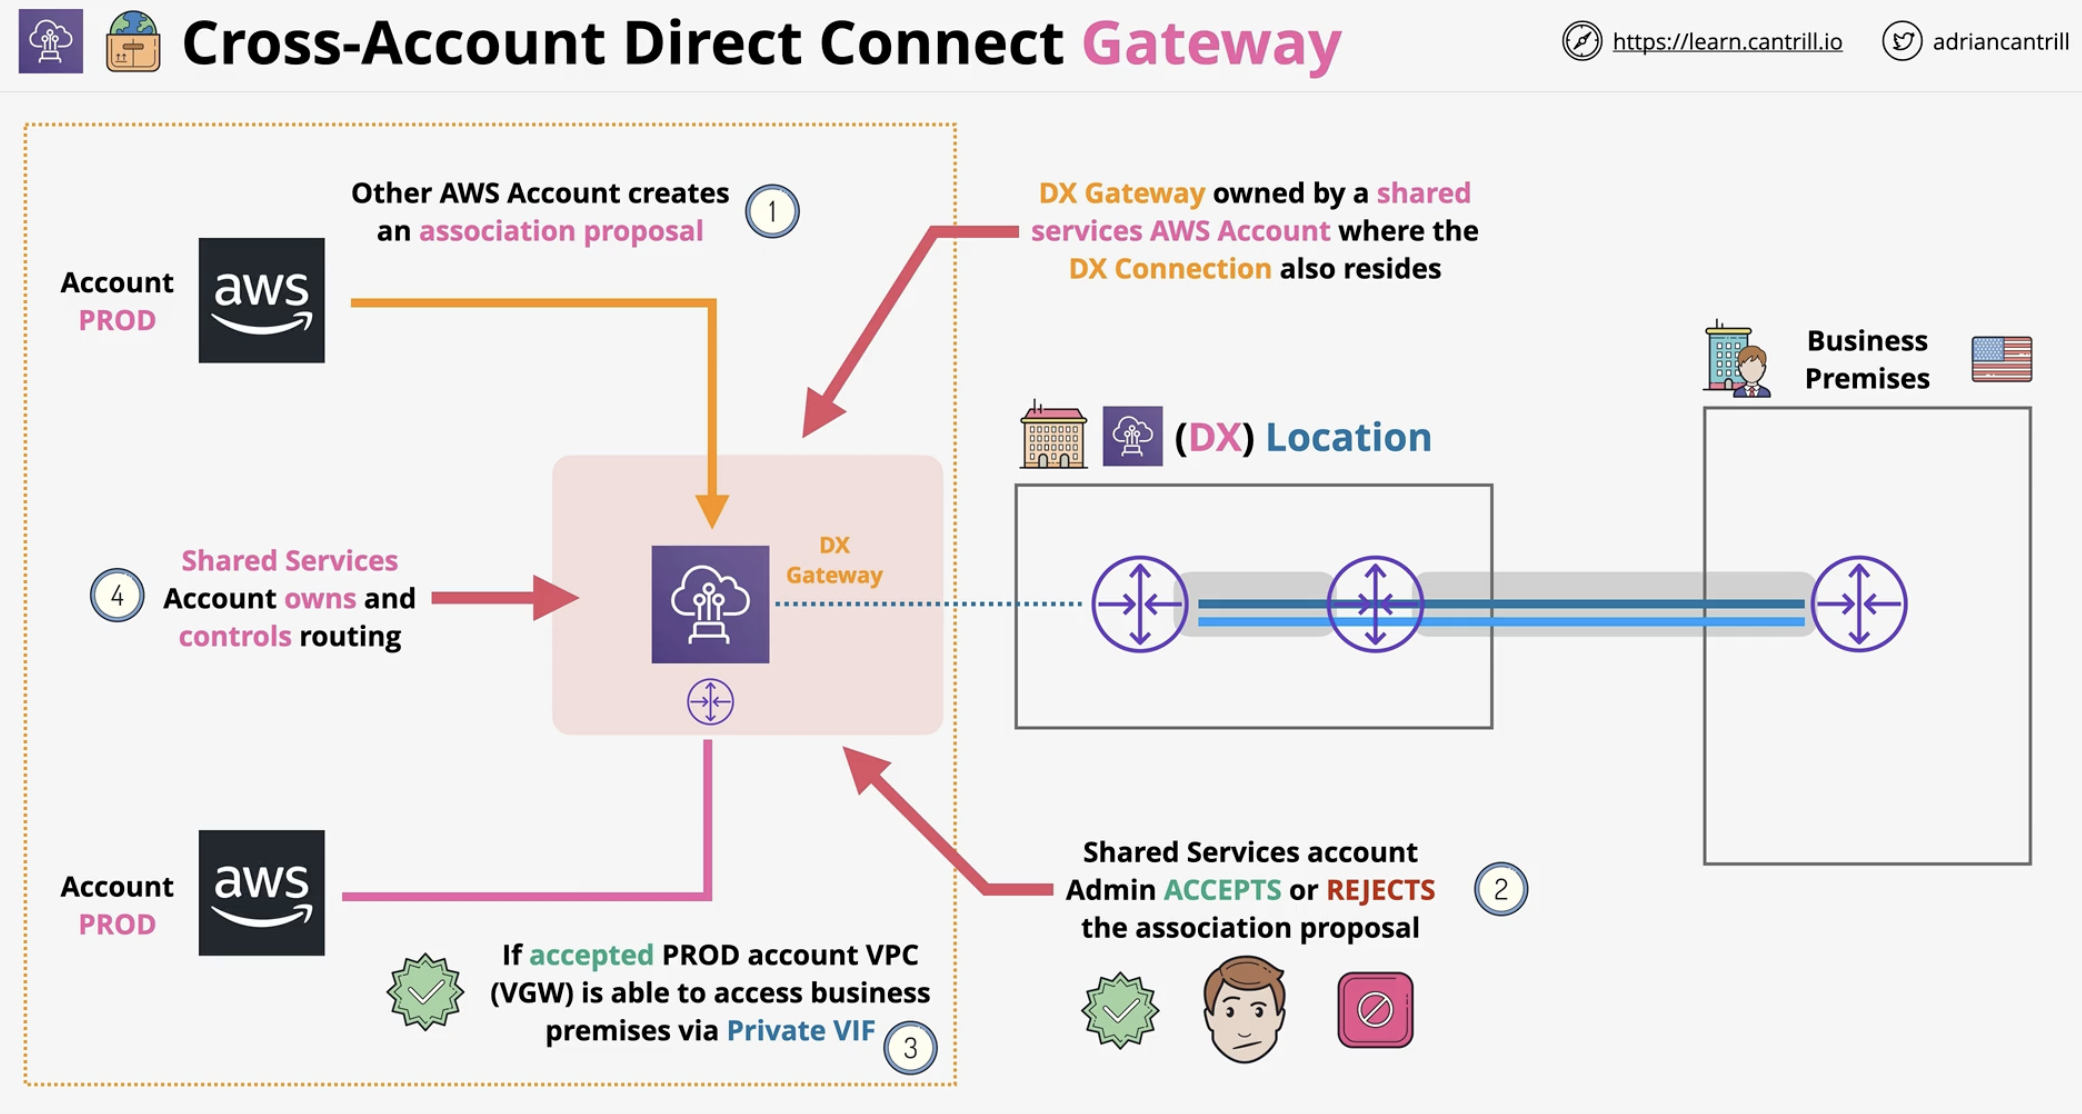 Cross-Account Direct Connect Gateway
https://learn.cantrill.io
adriancantrill
Other AWS Account creates
an association proposal
1
DX Gateway owned by a shared
services AWS Account where the
DX Connection also resides
Account
PROD
aws
Business
Premises
(DX) Location
DX
Gateway
4
Shared Services
Account owns and
controls routing
Account
PROD
aws
Shared Services account
Admin ACCEPTS or REJECTS
the association proposal
2
If accepted PROD account VPC
(VGW) is able to access business
premises via Private VIF
3